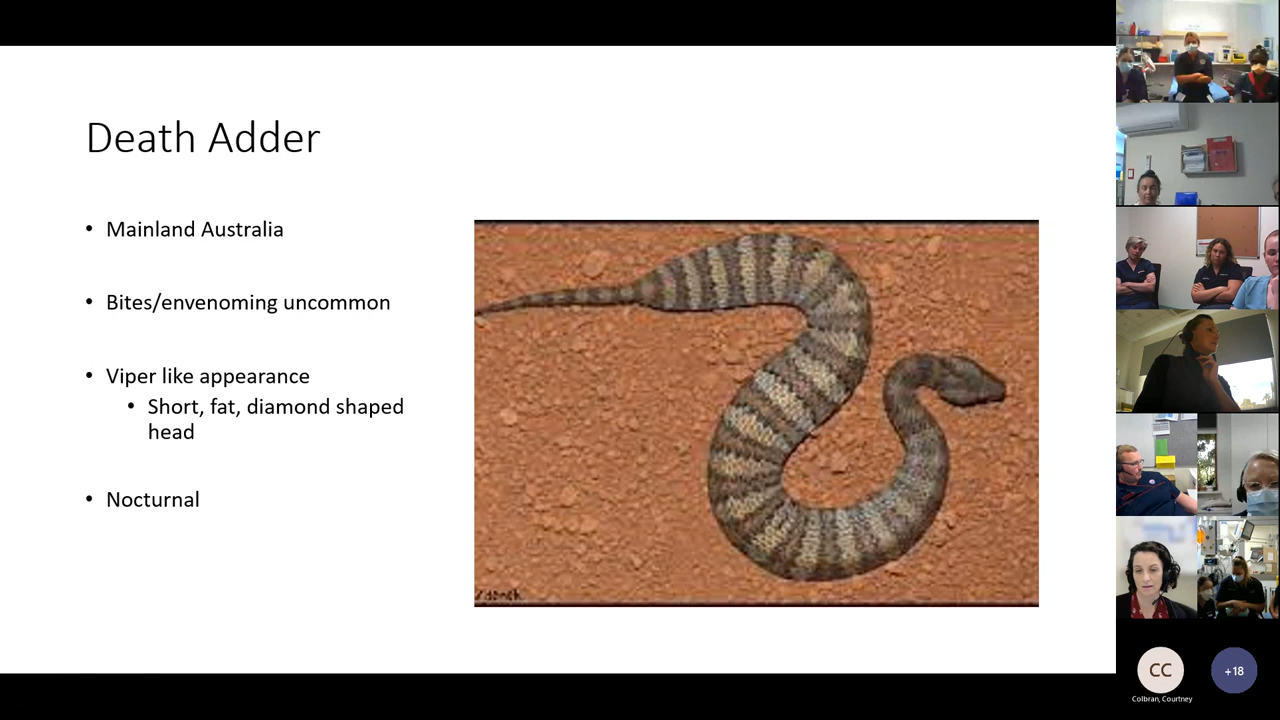 Death Adder
• Mainland Australia
• Bites/envenoming uncommon
• Viper like appearance
• Short, fat, diamond shaped
head
• Nocturnal
CC
+18
Colbran, Courtney